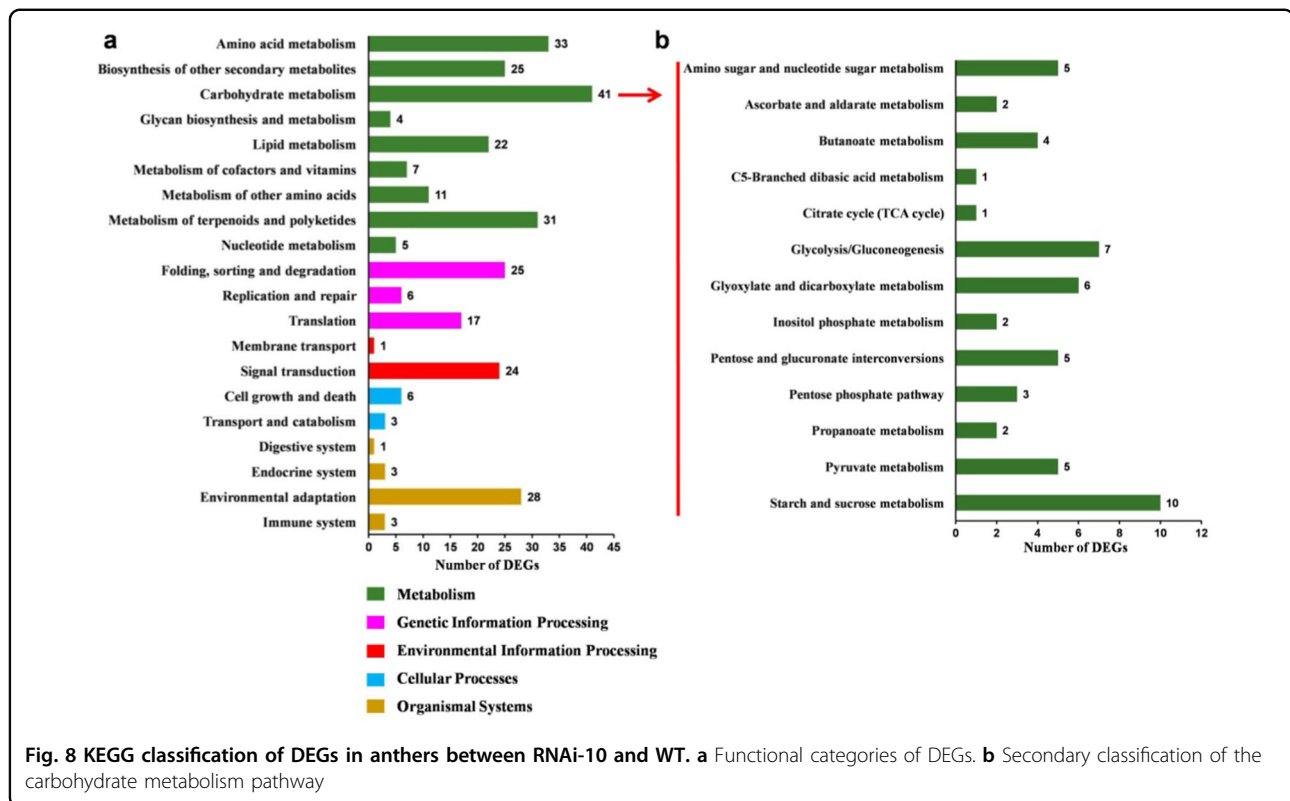 a
Amino acid metabolism 33
Biosynthesis of other secondary metabolites 25
Carbohydrate metabolism 41
Glycan biosynthesis and metabolism 4
Lipid metabolism 22
Metabolism of cofactors and vitamins 7
Metabolism of other amino acids 11
Metabolism of terpenoids and polyketides 31
Nucleotide metabolism 5
Folding, sorting and degradation 25
Replication and repair 6
Translation 17
Membrane transport 1
Signal transduction 24
Cell growth and death 6
Transport and catabolism 3
Digestive system 1
Endocrine system 3
Environmental adaptation 28
Immune system 3
0 5 10 15 20 25 30 35 40 45
Number of DEGs
Metabolism
Genetic Information Processing
Environmental Information Processing
Cellular Processes
Organismal Systems
b
Amino sugar and nucleotide sugar metabolism 5
Ascorbate and aldarate metabolism 2
Butanoate metabolism 4
C5-Branched dibasic acid metabolism 1
Citrate cycle (TCA cycle) 1
Glycolysis/Gluconeogenesis 7
Glyoxylate and dicarboxylate metabolism 6
Inositol phosphate metabolism 2
Pentose and glucuronate interconversions 5
Pentose phosphate pathway 3
Propanoate metabolism 2
Pyruvate metabolism 5
Starch and sucrose metabolism 10
0 2 4 6 8 10 12
Number of DEGs
Fig. 8 KEGG classification of DEGs in anthers between RNAi-10 and WT. a Functional categories of DEGs. b Secondary classification of the
carbohydrate metabolism pathway